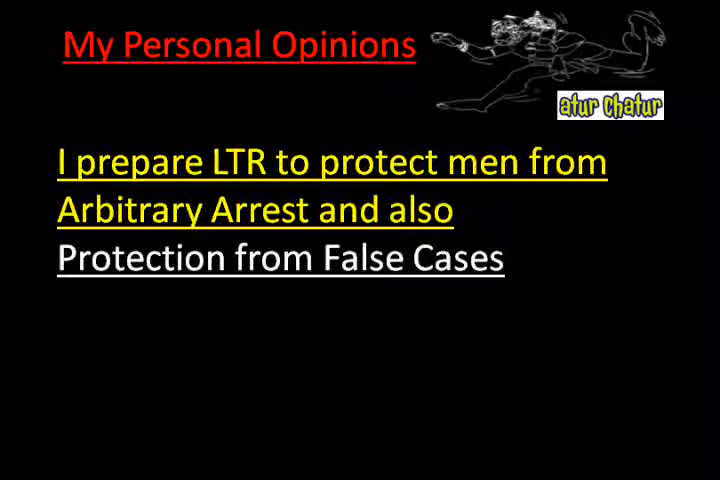 My Personal Opinions
atur chatur
I prepare LTR to protect men from
Arbitrary Arrest and also
Protection from False Cases